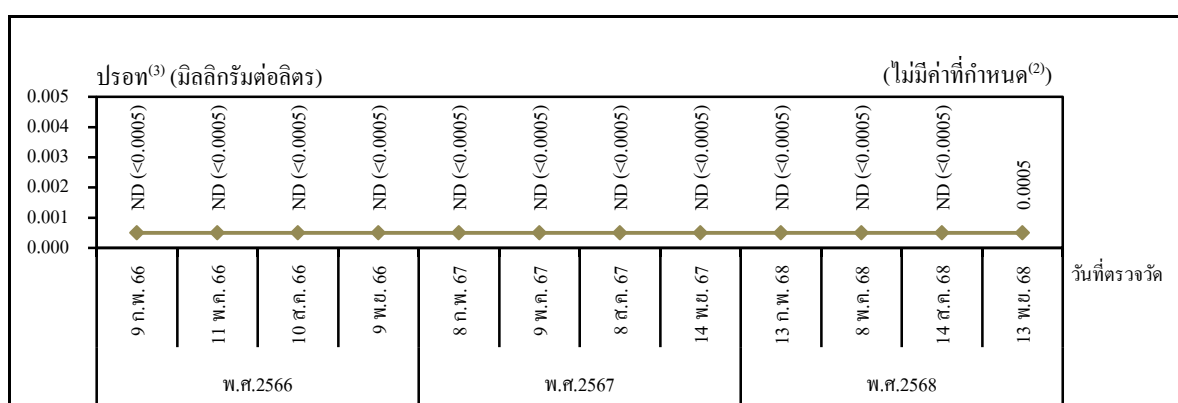 ปรอท⁽³⁾ (มิลลิกรัมต่อลิตร) (ไม่มีค่าที่กำหนด⁽²⁾)
0.005
0.004
0.003
0.002
0.001
0.000
ND (<0.0005)
ND (<0.0005)
ND (<0.0005)
ND (<0.0005)
ND (<0.0005)
ND (<0.0005)
ND (<0.0005)
ND (<0.0005)
ND (<0.0005)
ND (<0.0005)
ND (<0.0005)
0.0005
9 ก.พ. 66
11 พ.ค. 66
10 ส.ค. 66
9 พ.ย. 66
8 ก.พ. 67
9 พ.ค. 67
8 ส.ค. 67
14 พ.ย. 67
13 ก.พ. 68
8 พ.ค. 68
14 ส.ค. 68
13 พ.ย. 68
วันที่ตรวจวัด
พ.ศ.2566 พ.ศ.2567 พ.ศ.2568